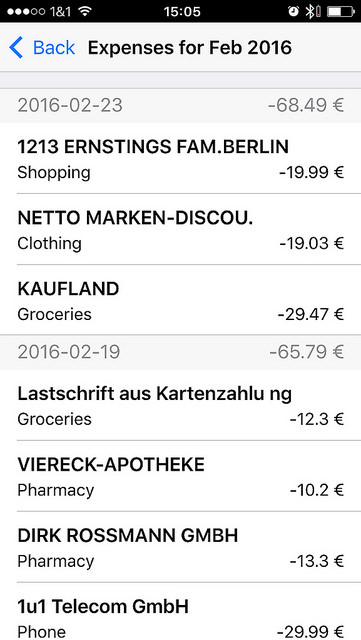 1&1 15:05
Back Expenses for Feb 2016
2016-02-23 -68.49 €
1213 ERNSTINGS FAM.BERLIN
Shopping -19.99 €
NETTO MARKEN-DISCOU.
Clothing -19.03 €
KAUFLAND
Groceries -29.47 €
2016-02-19 -65.79 €
Lastschrift aus Kartenzahlu ng
Groceries -12.3 €
VIERECK-APOTHEKE
Pharmacy -10.2 €
DIRK ROSSMANN GMBH
Pharmacy -13.3 €
1u1 Telecom GmbH
Phone -29.99 €